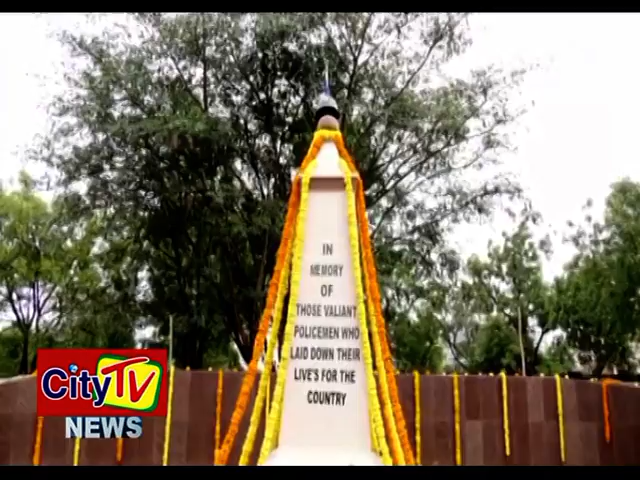 IN
MEMORY
OF
THOSE VALIANT
POLICEMEN WHO
LAID DOWN THEIR
LIVE'S FOR THE
COUNTRY
CityTV
NEWS